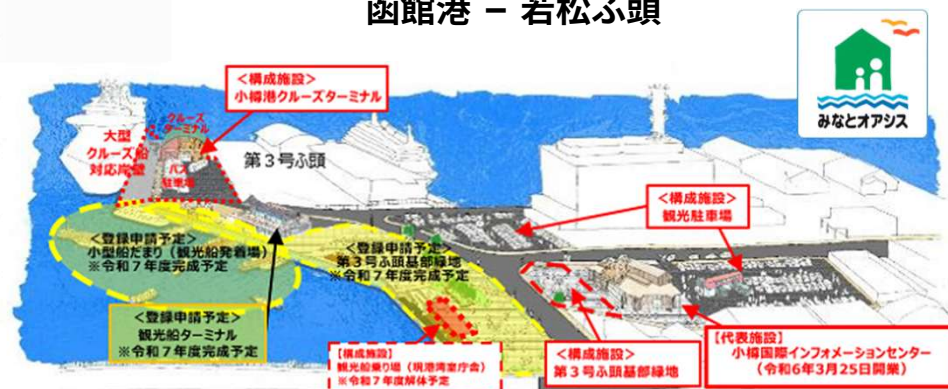 函館港 － 若松ふ頭
みなとオアシス
＜構成施設＞
小樽港クルーズターミナル
クルーズ
ターミナル
大型
クルーズ船
対応岸壁
バス
駐車場
第３号ふ頭
＜構成施設＞
観光駐車場
＜登録申請予定＞
小型船だまり（観光船発着場）
※令和７年度完成予定
＜登録申請予定＞
第３号ふ頭基部緑地
※令和７年度完成予定
＜登録申請予定＞
観光船ターミナル
※令和７年度完成予定
【構成施設】
観光船乗り場（現港湾室庁舎）
※令和７年度解体予定
＜構成施設＞
第３号ふ頭基部緑地
【代表施設】
小樽国際インフォメーションセンター
（令和6年3月25日開業）